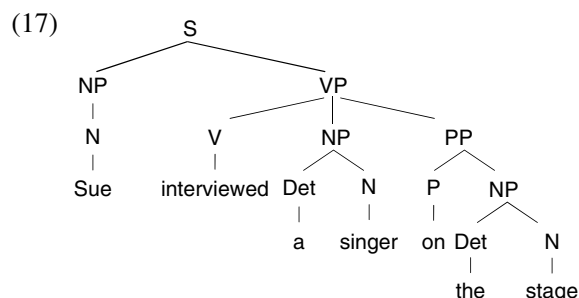 (17) S
NP VP
N V NP PP
Sue interviewed Det N P NP
a singer on Det N
the stage